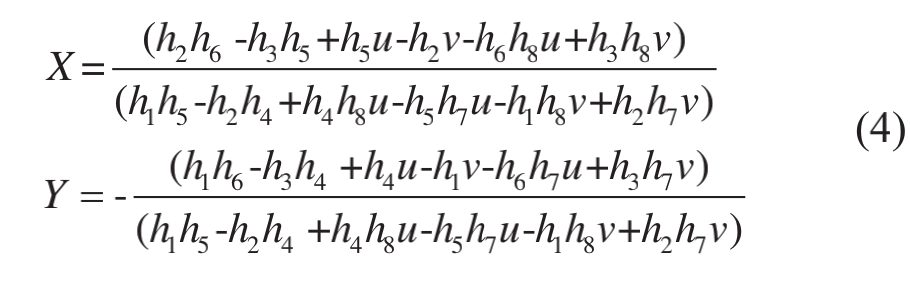 X = (h₂h₆ -h₃h₅ +h₅u-h₂v-h₆h₈u+h₃h₈v)
(h₁h₅-h₂h₄+h₄h₈u-h₅h₇u-h₁h₈v+h₂h₇v)
(4)
Y = - (h₁h₆-h₃h₄ +h₄u-h₁v-h₆h₇u+h₃h₇v)
(h₁h₅-h₂h₄ +h₄h₈u-h₅h₇u-h₁h₈v+h₂h₇v)